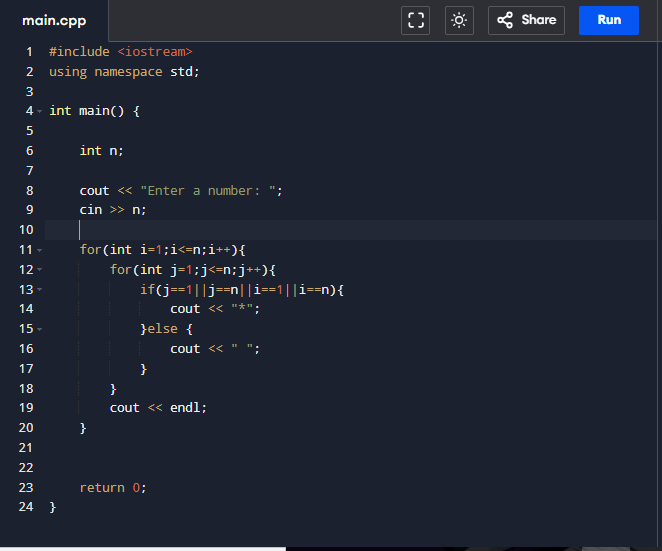 main.cpp Share Run
1 #include <iostream>
2 using namespace std;
3
4 int main() {
5
6     int n;
7
8     cout << "Enter a number: ";
9     cin >> n;
10
11     for(int i=1;i<=n;i++){
12         for(int j=1;j<=n;j++){
13             if(j==1||j==n||i==1||i==n){
14                 cout << "*";
15             }else {
16                 cout << " ";
17             }
18         }
19         cout << endl;
20     }
21
22
23     return 0;
24 }